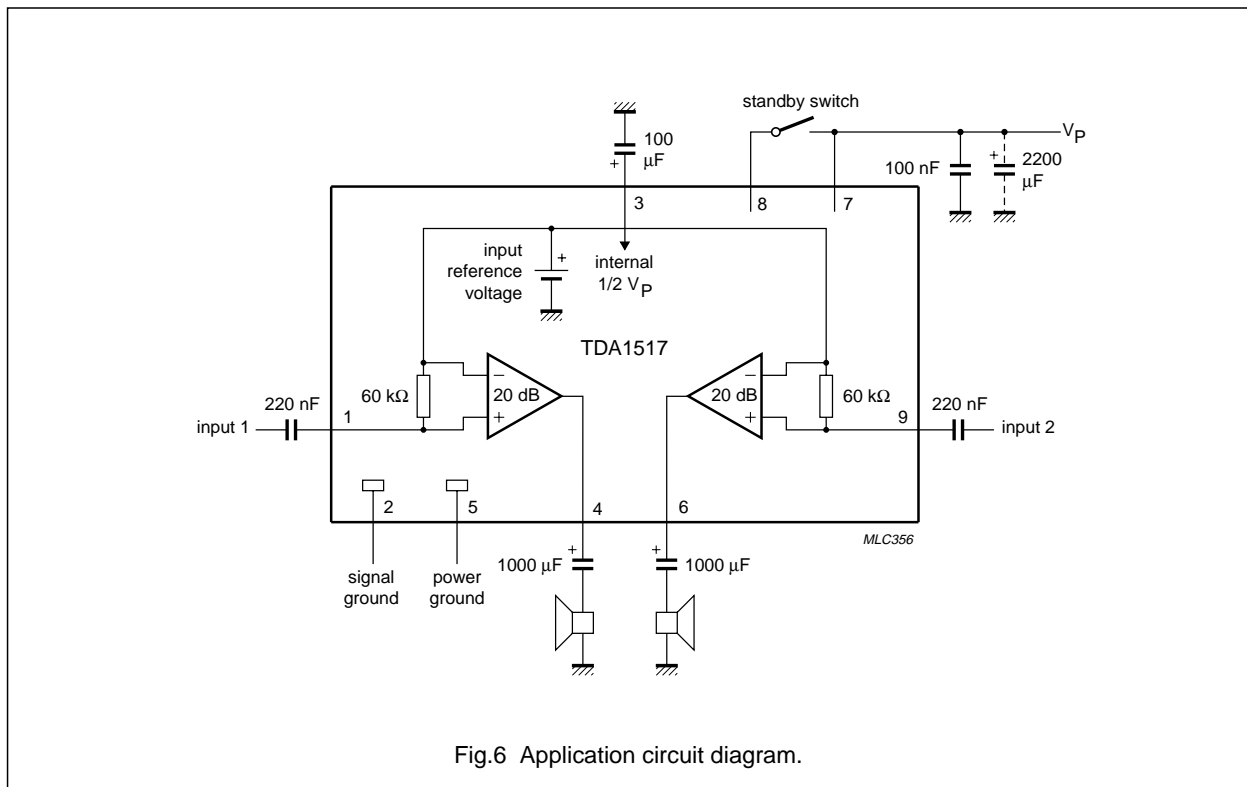 standby switch
V_P
100
μF
+
100 nF
+
2200
μF
3
8
7
input
reference
voltage
+
internal
1/2 V_P
TDA1517
60 kΩ
−
+
20 dB
20 dB
−
+
60 kΩ
220 nF
input 1
1
9
220 nF
input 2
2
5
4
6
MLC356
signal
ground
power
ground
+
1000 μF
+
1000 μF
Fig.6 Application circuit diagram.